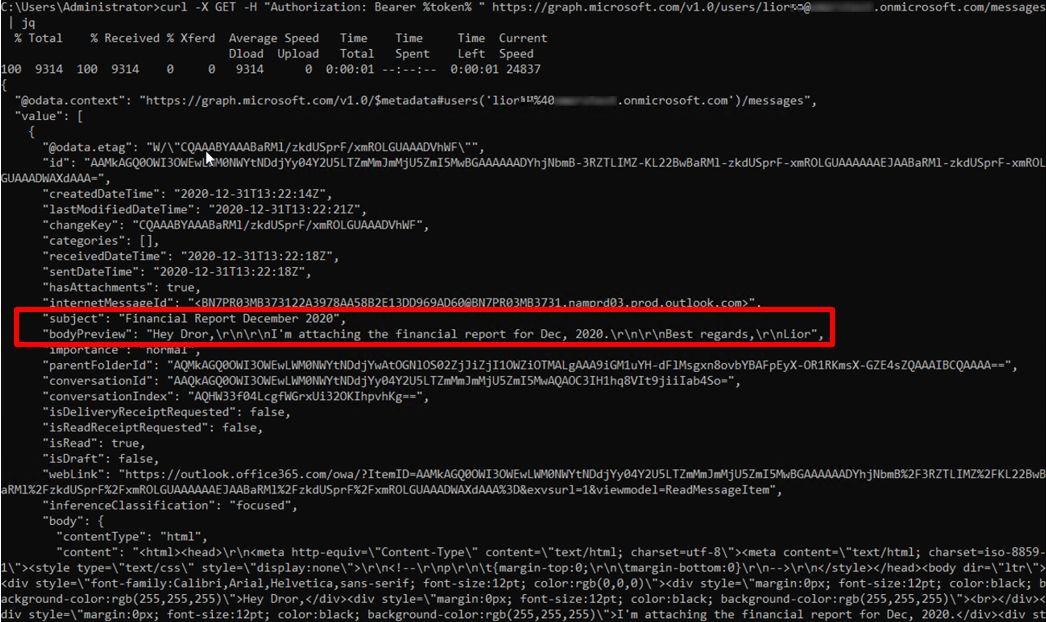 C:\Users\Administrator>curl -X GET -H "Authorization: Bearer %token% " https://graph.microsoft.com/v1.0/users/lior @ .onmicrosoft.com/messages
| jq
% Total % Received % Xferd Average Speed Time Time Time Current
Dload Upload Total Spent Left Speed
100 9314 100 9314 0 0 9314 0 0:00:01 --:--:-- 0:00:01 24837
{
"@odata.context": "https://graph.microsoft.com/v1.0/$metadata#users('lior %40 .onmicrosoft.com')/messages",
"value": [
{
"@odata.etag": "W/\"CQAAABYAAABaRMl/zkdUSprF/xmROLGUAAADVhWF\"",
"id": "AAMkAGQ0OWI3OWEwLWM0NWYtNDdjYy04Y2U5LTZmMmJmMjU5ZmI5MwBGAAAAAADYhjNbmB-3RZTLIMZ-KL22BwBaRMl-zkdUSprF-xmROLGUAAAAAAEJAABaRMl-zkdUSprF-xmROL
GUAAADWAXdAAA=",
"createdDateTime": "2020-12-31T13:22:14Z",
"lastModifiedDateTime": "2020-12-31T13:22:21Z",
"changeKey": "CQAAABYAAABaRMl/zkdUSprF/xmROLGUAAADVhWF",
"categories": [],
"receivedDateTime": "2020-12-31T13:22:18Z",
"sentDateTime": "2020-12-31T13:22:18Z",
"hasAttachments": true,
"internetMessageId": "<BN7PR03MB373122A3978AA58B2E13DD969AD60@BN7PR03MB3731.namprd03.prod.outlook.com>",
"subject": "Financial Report December 2020",
"bodyPreview": "Hey Dror,\r\n\r\nI'm attaching the financial report for Dec, 2020.\r\n\r\nBest regards,\r\nLior",
"importance": "normal",
"parentFolderId": "AQMkAGQ0OWI3OWEwLWM0NWYtNDdjYwAtOGNlOS02ZjJiZjI1OWZiOTMALgAAA9iGM1uYH-dFlMsgxn8ovbYBAFpEyX-OR1RKmsX-GZE4sZQAAAIBCQAAAA==",
"conversationId": "AAQkAGQ0OWI3OWEwLWM0NWYtNDdjYy04Y2U5LTZmMmJmMjU5ZmI5MwAQAOC3IH1hq8VIt9jiiIab4So=",
"conversationIndex": "AQHW33f04LcgfWGrxUi32OKIhpvhKg==",
"isDeliveryReceiptRequested": false,
"isReadReceiptRequested": false,
"isRead": true,
"isDraft": false,
"webLink": "https://outlook.office365.com/owa/?ItemID=AAMkAGQ0OWI3OWEwLWM0NWYtNDdjYy04Y2U5LTZmMmJmMjU5ZmI5MwBGAAAAAADYhjNbmB%2F3RZTLIMZ%2FKL22BwB
aRMl%2FzkdUSprF%2FxmROLGUAAAAAAEJAABaRMl%2FzkdUSprF%2FxmROLGUAAADWAXdAAA%3D&exvsurl=1&viewmodel=ReadMessageItem",
"inferenceClassification": "focused",
"body": {
"contentType": "html",
"content": "<html><head>\r\n<meta http-equiv=\"Content-Type\" content=\"text/html; charset=utf-8\"><meta content=\"text/html; charset=iso-8859-
1\"><style type=\"text/css\" style=\"display:none\">\r\n<!--\r\np\r\n\t{margin-top:0;\r\n\tmargin-bottom:0}\r\n-->\r\n</style></head><body dir=\"ltr\">
<div style=\"font-family:Calibri,Arial,Helvetica,sans-serif; font-size:12pt; color:rgb(0,0,0)\"><div style=\"margin:0px; font-size:12pt; color:black; b
ackground-color:rgb(255,255,255)\">Hey Dror,</div><div style=\"margin:0px; font-size:12pt; color:black; background-color:rgb(255,255,255)\"><br></div><
div style=\"margin:0px; font-size:12pt; color:black; background-color:rgb(255,255,255)\">I'm attaching the financial report for Dec, 2020.</div><div st